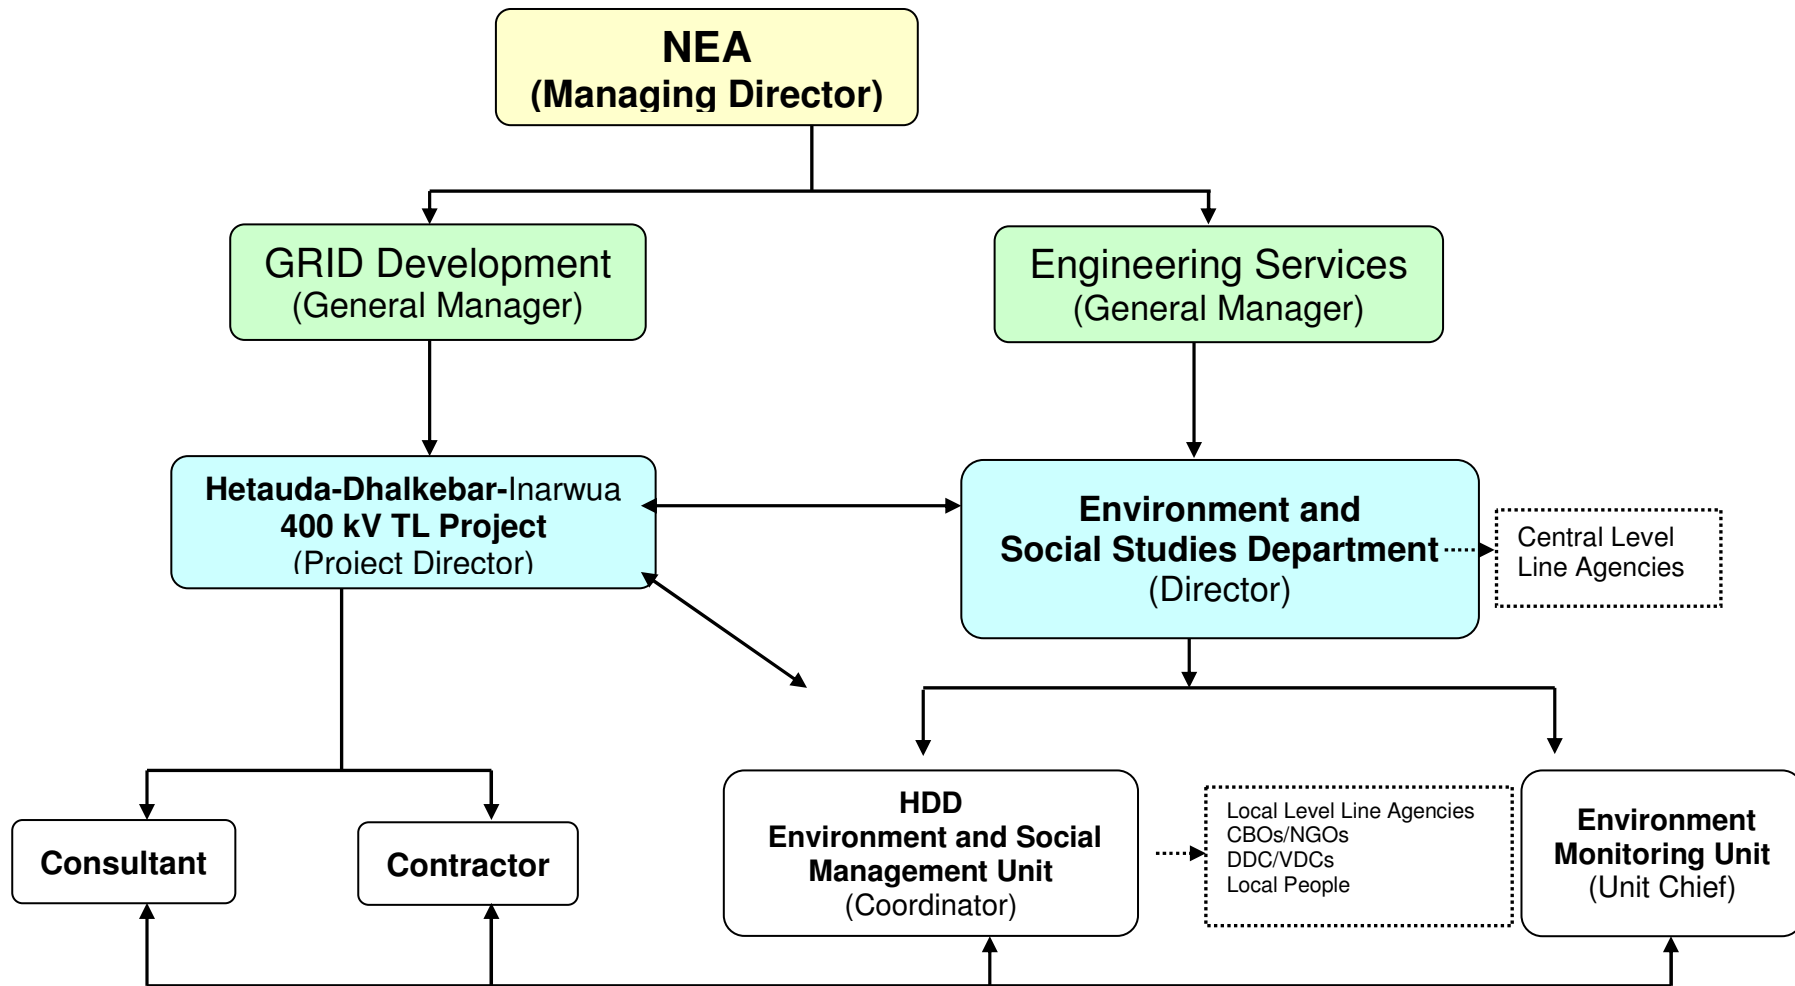 NEA
(Managing Director)
GRID Development
(General Manager)
Engineering Services
(General Manager)
Hetauda-Dhalkebar-Inarwua
400 kV TL Project
(Project Director)
Environment and
Social Studies Department
(Director)
Central Level
Line Agencies
Consultant
Contractor
HDD
Environment and Social
Management Unit
(Coordinator)
Local Level Line Agencies
CBOs/NGOs
DDC/VDCs
Local People
Environment
Monitoring Unit
(Unit Chief)